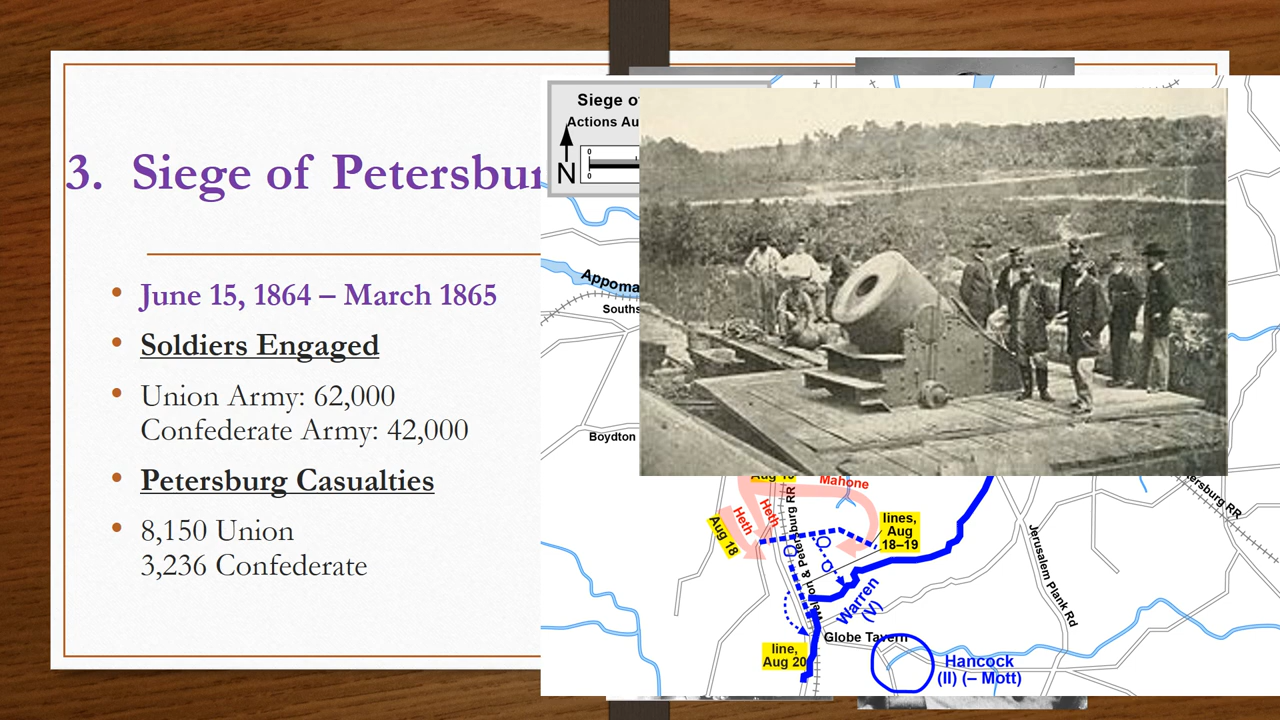 3. Siege of Petersbur
June 15, 1864 – March 1865
Soldiers Engaged
Union Army: 62,000
Confederate Army: 42,000
Petersburg Casualties
8,150 Union
3,236 Confederate
Siege of
Actions Au
0
0
N
Appoma
Souths
Boydton
Aug 18
Heth
Heth
Mahone
lines,
Aug
18–19
Petersburg RR
ersburg RR
Jerusalem Plank Rd
Warren
(V)
Globe Tavern
line,
Aug 20
Hancock
(II) (– Mott)